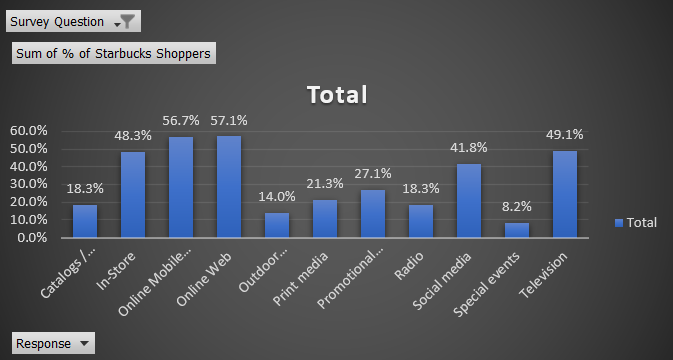 Survey Question
Sum of % of Starbucks Shoppers
Total
60.0%
50.0%
40.0%
30.0%
20.0%
10.0%
0.0%
18.3%
48.3%
56.7%
57.1%
14.0%
21.3%
27.1%
18.3%
41.8%
8.2%
49.1%
Catalogs /...
In-Store
Online Mobile...
Online Web
Outdoor...
Print media
Promotional...
Radio
Social media
Special events
Television
Total
Response